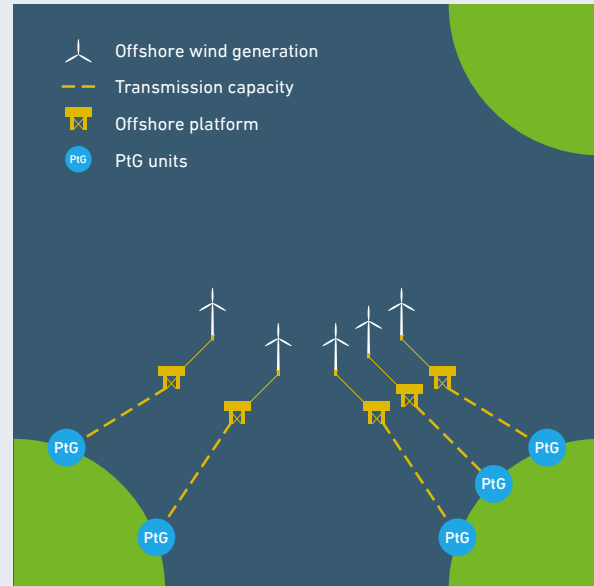 Offshore wind generation
Transmission capacity
Offshore platform
PtG PtG units
PtG
PtG
PtG
PtG
PtG